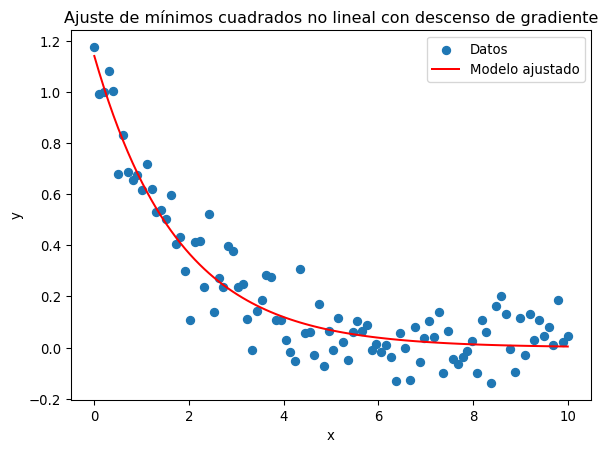 Ajuste de mínimos cuadrados no lineal con descenso de gradiente
Datos
Modelo ajustado
1.2
1.0
0.8
0.6
0.4
0.2
0.0
−0.2
y
0
2
4
6
8
10
x